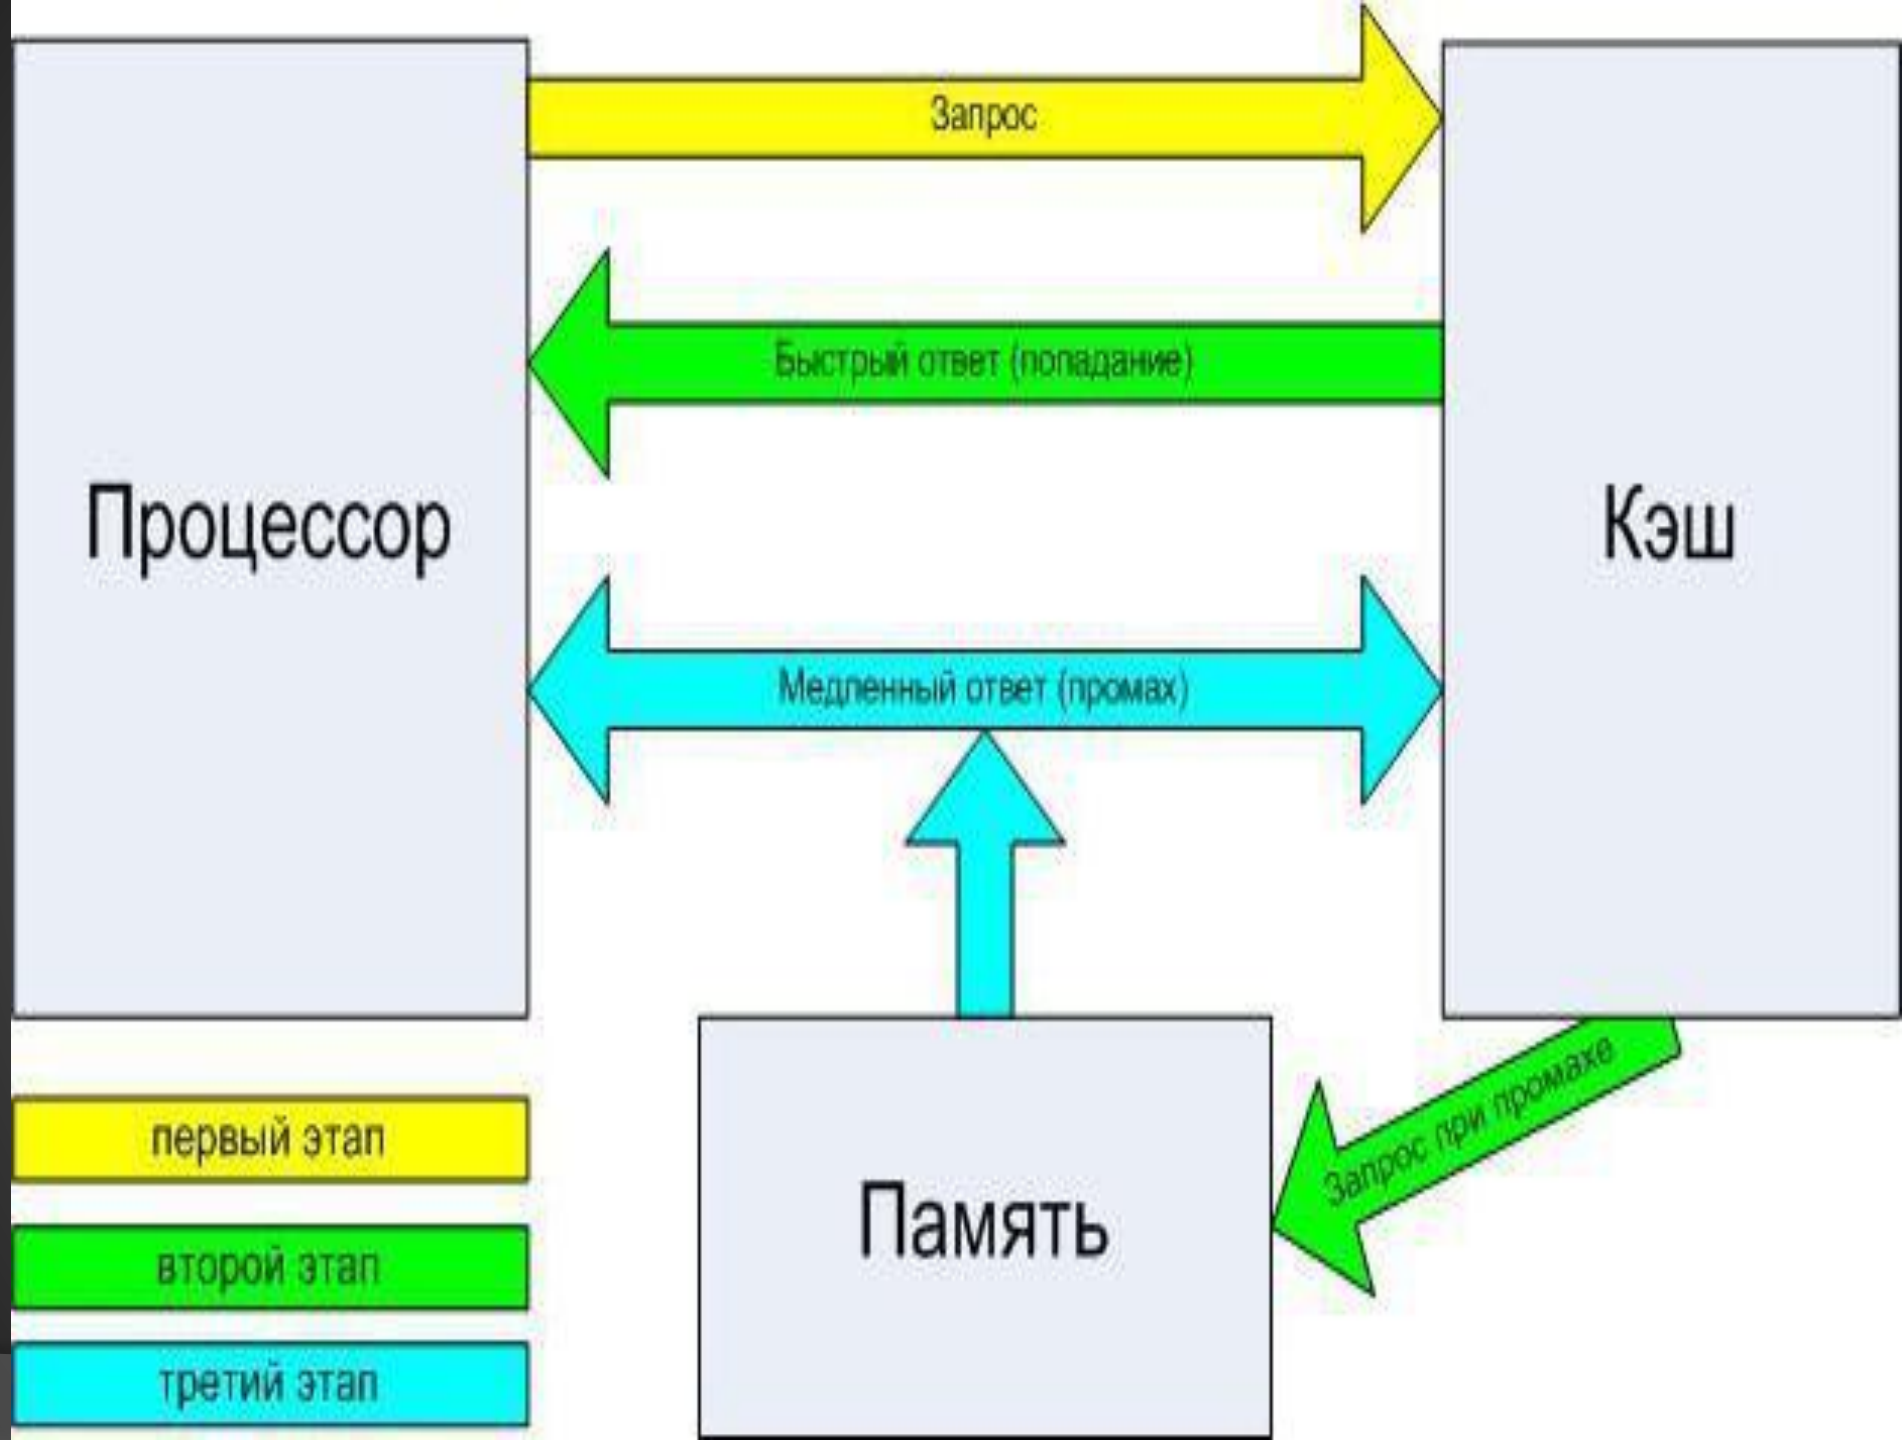 Запрос
Быстрый ответ (попадание)
Процессор
Кэш
Медленный ответ (промах)
Запрос при промахе
первый этап
второй этап
третий этап
Память